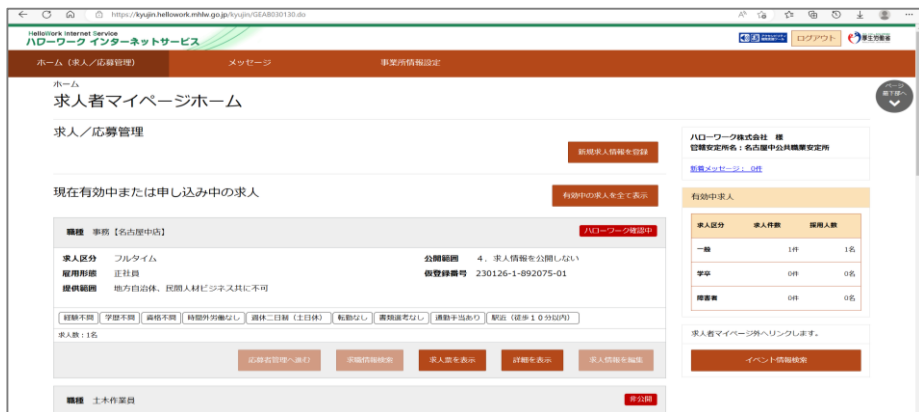 https://kyujin.hellowork.mhlw.go.jp/kyujin/GEAB030130.do
HelloWork Internet Service
ハローワーク インターネットサービス
ログアウト
厚生労働省
ホーム（求人／応募管理）
メッセージ
事業所情報設定
ページ
最下部へ
ホーム
求人者マイページホーム
求人／応募管理
新規求人情報を登録
現在有効中または申し込み中の求人
有効中の求人を全て表示
職種 事務【名古屋中店】
ハローワーク確認中
求人区分 フルタイム
公開範囲 4．求人情報を公開しない
雇用形態 正社員
仮登録番号 230126-1-892075-01
提供範囲 地方自治体、民間人材ビジネス共に不可
経験不問 学歴不問 資格不問 時間外労働なし 週休二日制（土日休） 転勤なし 書類選考なし 通勤手当あり 駅近（徒歩１０分以内）
求人数：1名
応募者管理へ進む
求職情報検索
求人票を表示
詳細を表示
求人情報を編集
職種 土木作業員
非公開
ハローワーク株式会社 様
管轄安定所名：名古屋中公共職業安定所
新着メッセージ： 0件
有効中求人
求人区分 求人件数 採用人数
一般 1件 1名
学卒 0件 0名
障害者 0件 0名
求人者マイページ外へリンクします。
イベント情報検索